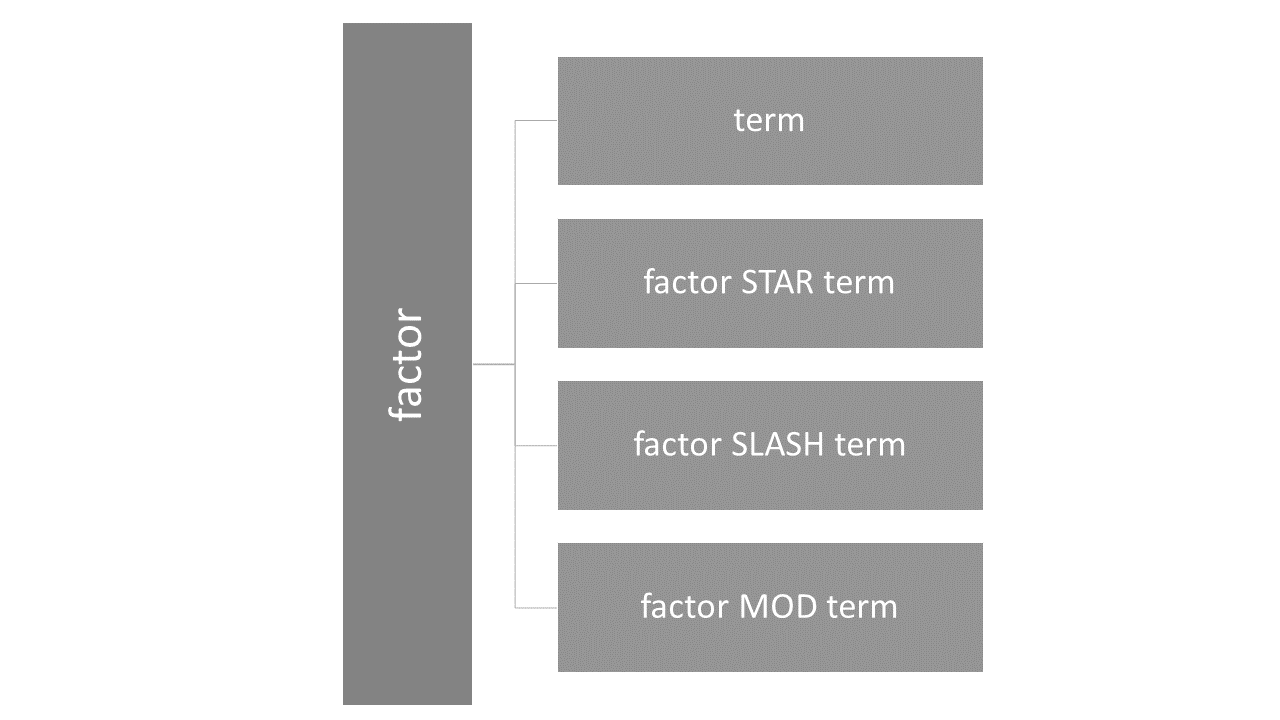 factor
term
factor STAR term
factor SLASH term
factor MOD term